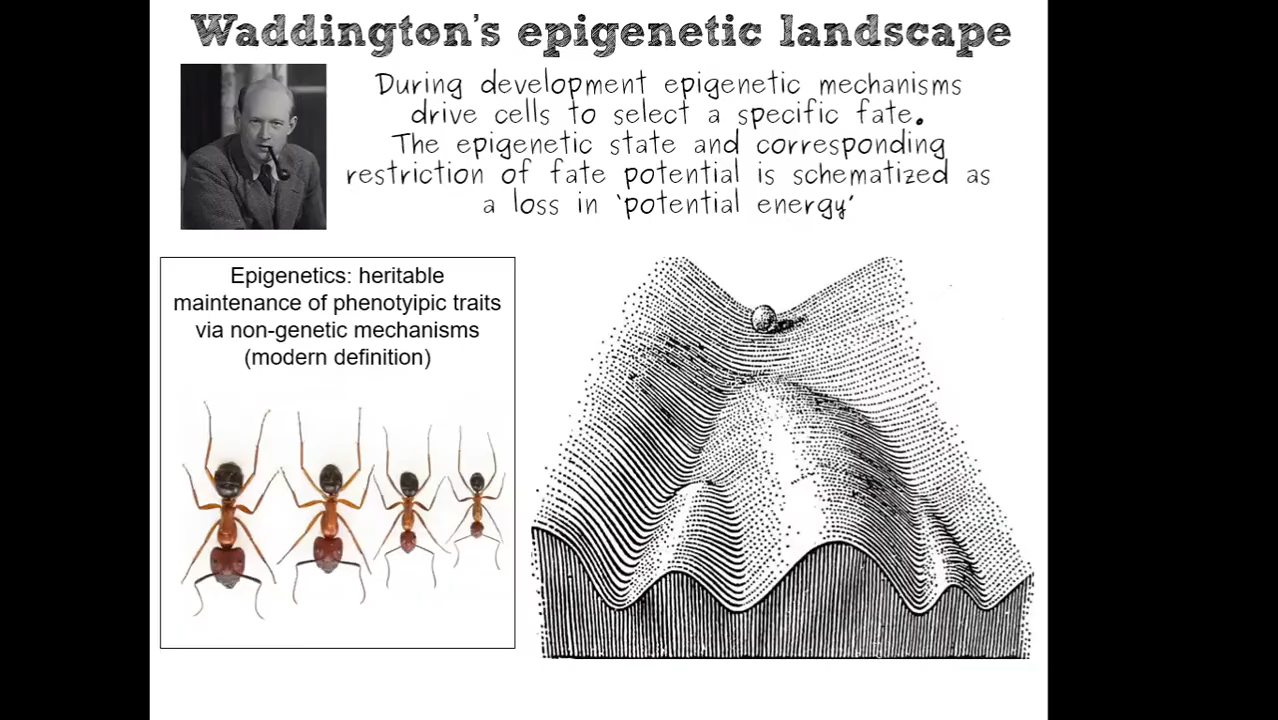 Waddington's epigenetic landscape
During development epigenetic mechanisms
drive cells to select a specific fate.
The epigenetic state and corresponding
restriction of fate potential is schematized as
a loss in 'potential energy'
Epigenetics: heritable
maintenance of phenotyipic traits
via non-genetic mechanisms
(modern definition)